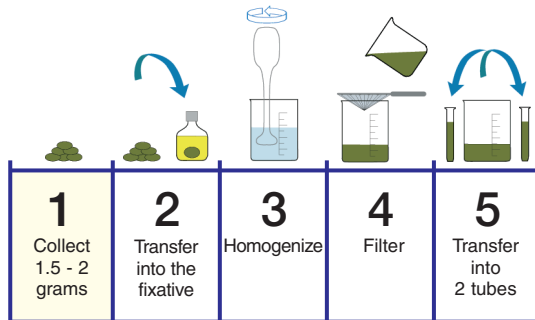 1
Collect
1.5 - 2
grams
2
Transfer
into the
fixative
3
Homogenize
4
Filter
5
Transfer
into
2 tubes